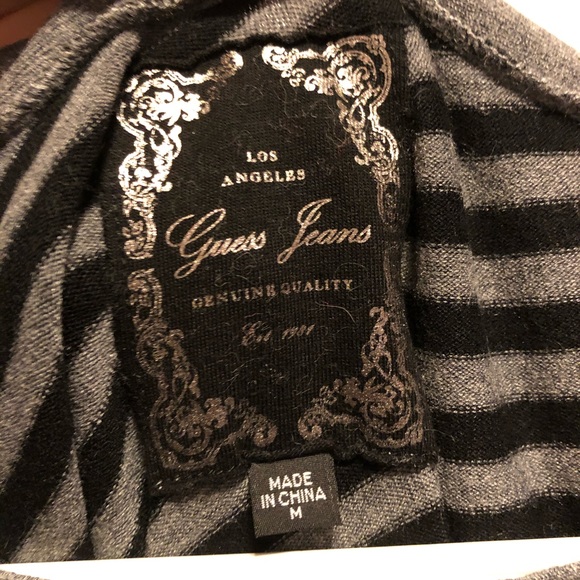 LOS
ANGELES
Guess Jeans
GENUINE QUALITY
Est 1981
MADE
IN CHINA
M